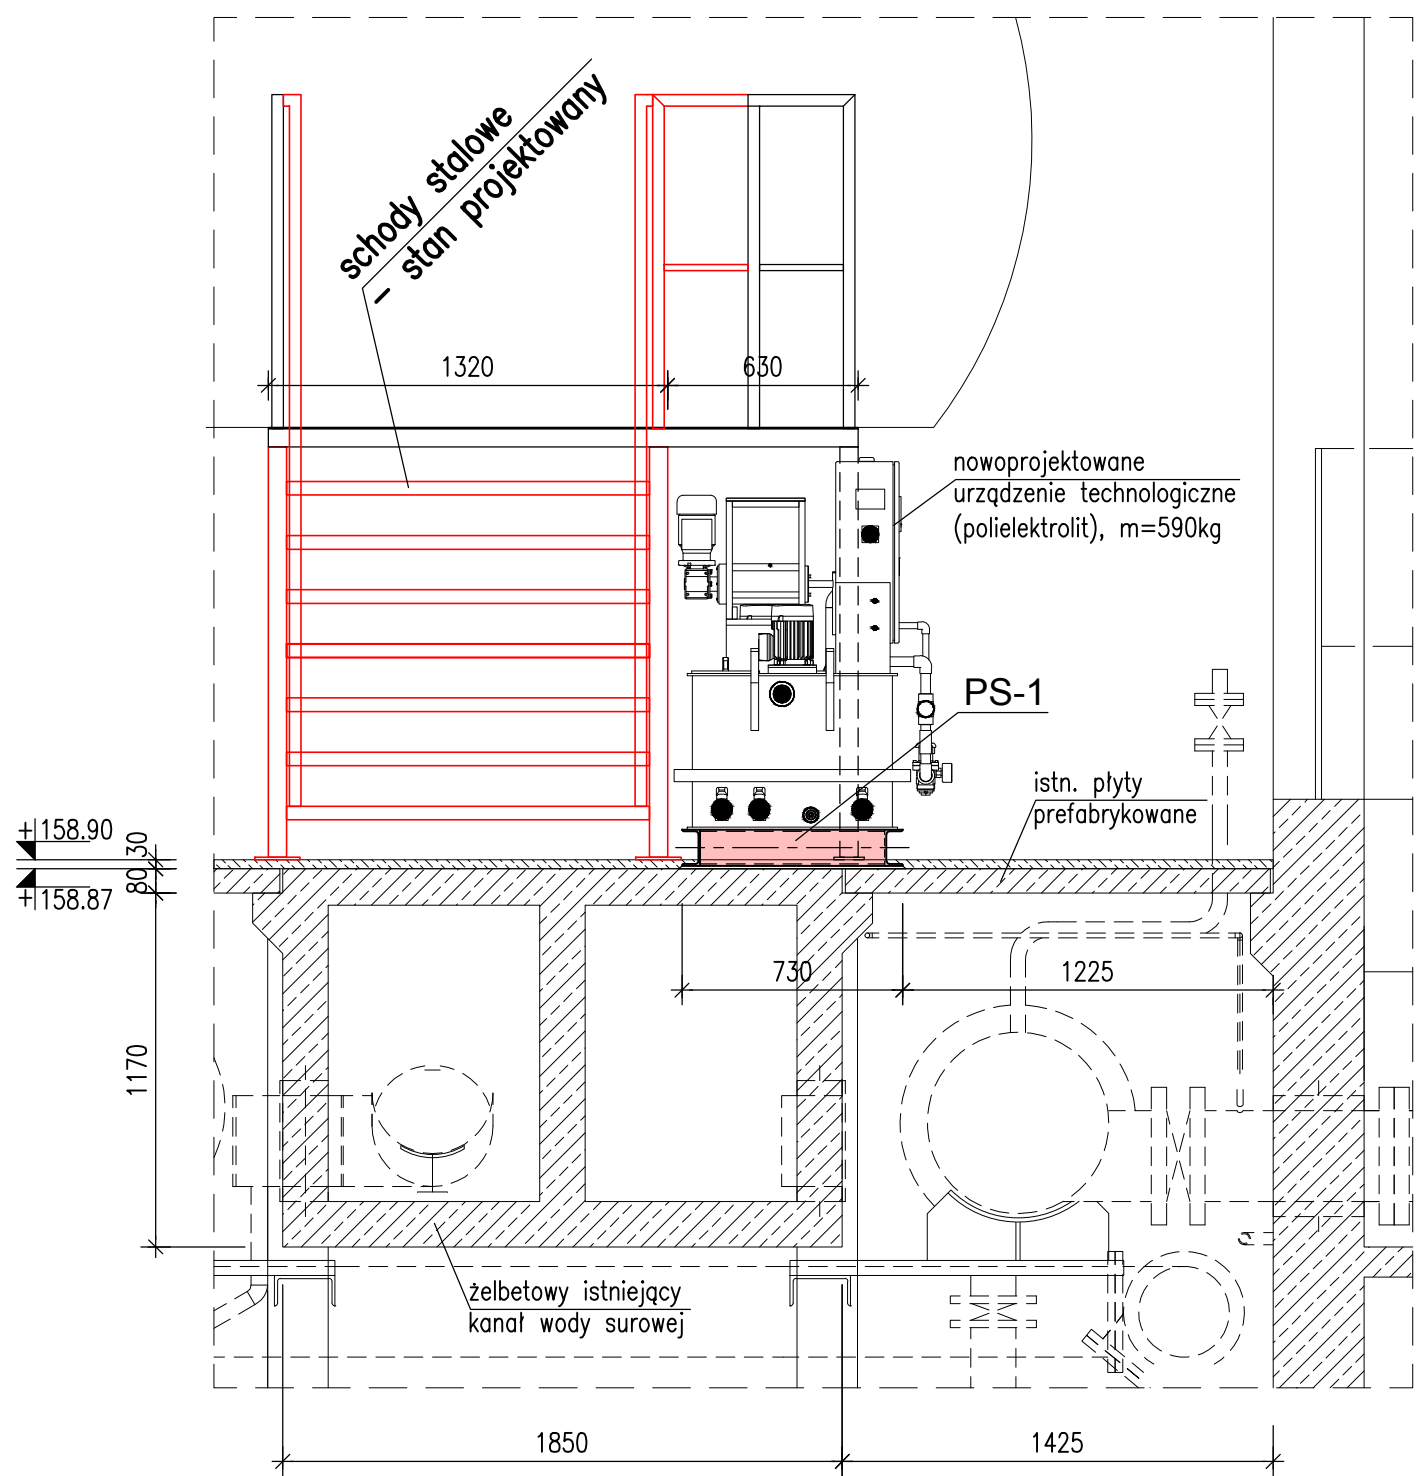 schody stalowe
– stan projektowany
1320
630
nowoprojektowane
urządzenie technologiczne
(polielektrolit), m=590kg
PS-1
istn. płyty
prefabrykowane
+158.90
30
80
+158.87
730
1225
1170
żelbetowy istniejący
kanał wody surowej
1850
1425